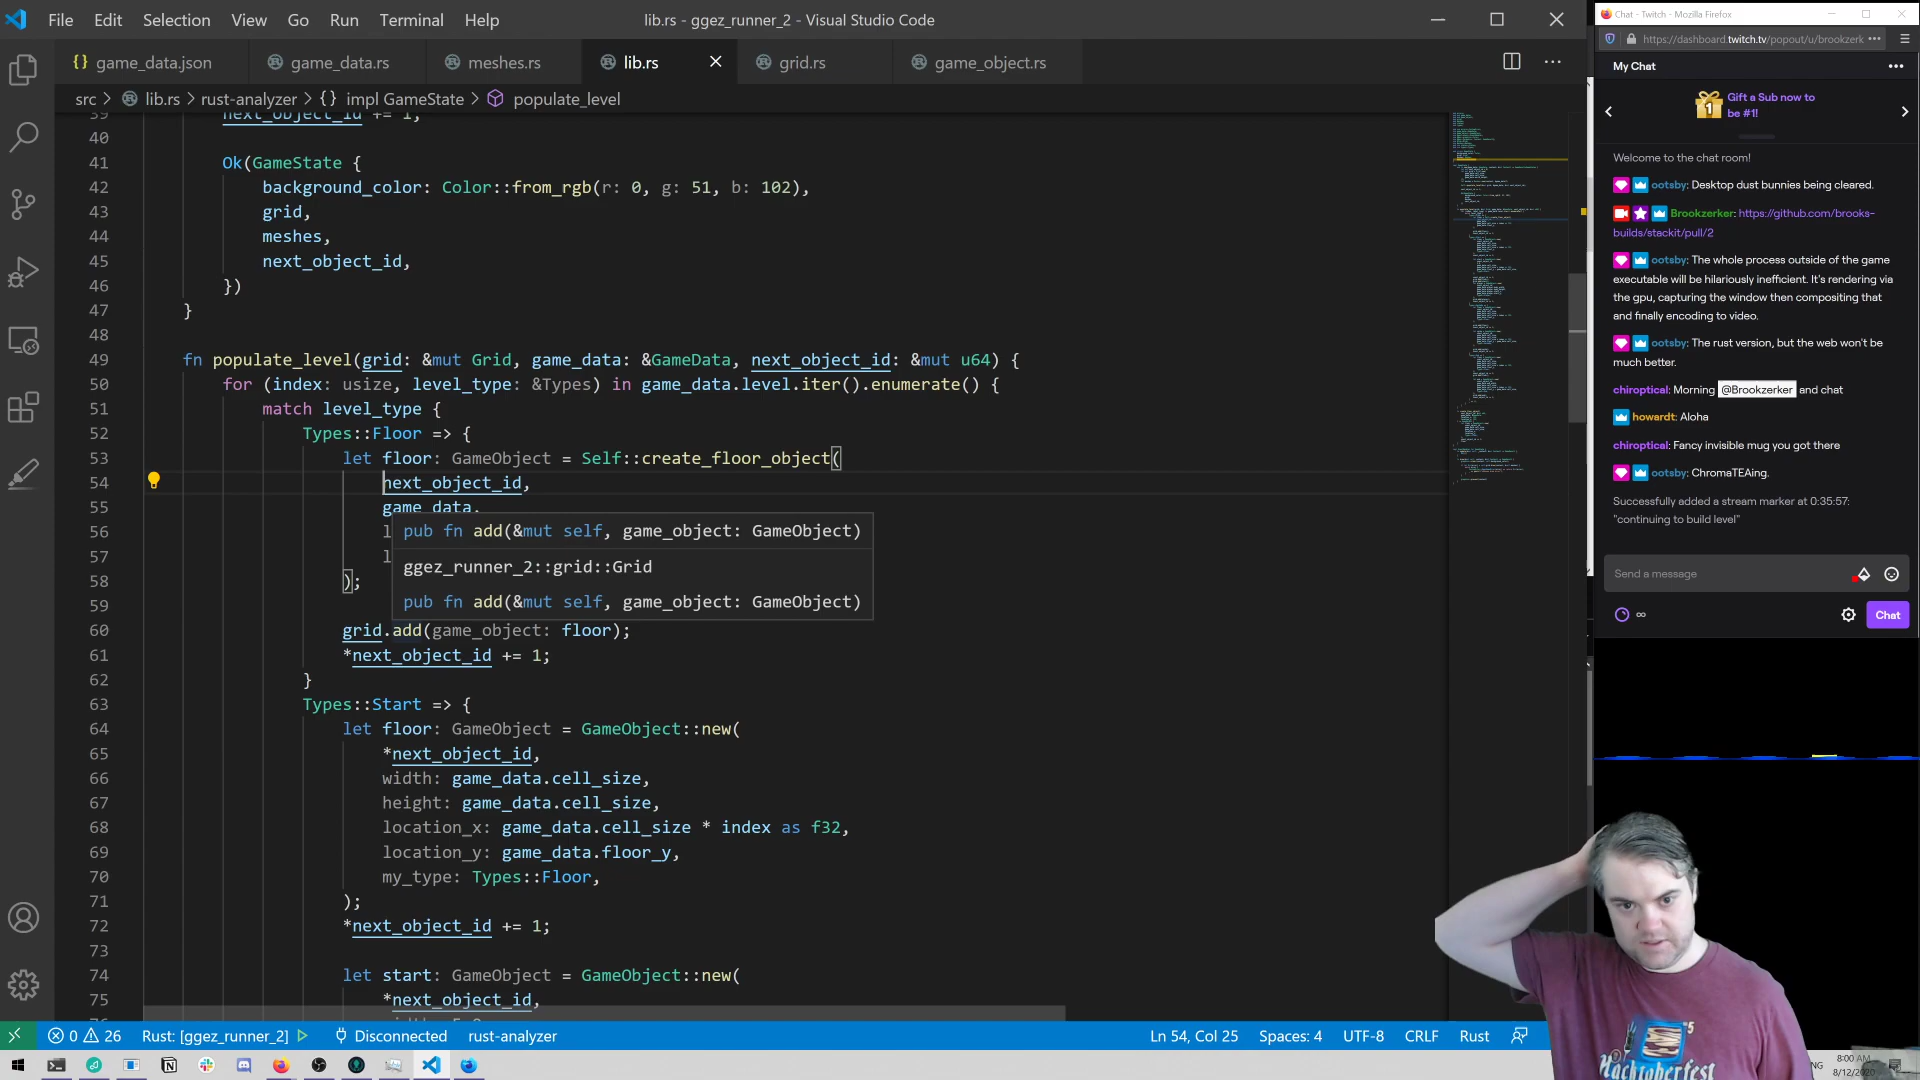 File Edit Selection View Go Run Terminal Help
lib.rs - ggez_runner_2 - Visual Studio Code
{} game_data.json
game_data.rs
meshes.rs
lib.rs
grid.rs
game_object.rs
src > lib.rs > rust-analyzer > {} impl GameState > populate_level
39 next_object_id += 1;
40
41 Ok(GameState {
42 background_color: Color::from_rgb(r: 0, g: 51, b: 102),
43 grid,
44 meshes,
45 next_object_id,
46 })
47 }
48
49 fn populate_level(grid: &mut Grid, game_data: &GameData, next_object_id: &mut u64) {
50 for (index: usize, level_type: &Types) in game_data.level.iter().enumerate() {
51 match level_type {
52 Types::Floor => {
53 let floor: GameObject = Self::create_floor_object(
54 next_object_id,
55 game_data,
56 l
57 l
58 );
59
pub fn add(&mut self, game_object: GameObject)
ggez_runner_2::grid::Grid
pub fn add(&mut self, game_object: GameObject)
60 grid.add(game_object: floor);
61 *next_object_id += 1;
62 }
63 Types::Start => {
64 let floor: GameObject = GameObject::new(
65 *next_object_id,
66 width: game_data.cell_size,
67 height: game_data.cell_size,
68 location_x: game_data.cell_size * index as f32,
69 location_y: game_data.floor_y,
70 my_type: Types::Floor,
71 );
72 *next_object_id += 1;
73
74 let start: GameObject = GameObject::new(
75 *next_object_id,
0 26 Rust: [ggez_runner_2] Disconnected rust-analyzer
Ln 54, Col 25 Spaces: 4 UTF-8 CRLF Rust
Chat - Twitch - Mozilla Firefox
https://dashboard.twitch.tv/popout/u/brookzerk
My Chat
1
Gift a Sub now to
be #1!
Welcome to the chat room!
ootsby: Desktop dust bunnies being cleared.
Brookzerker: https://github.com/brooks-
builds/stackit/pull/2
ootsby: The whole process outside of the game
executable will be hilariously inefficient. It's rendering via
the gpu, capturing the window then compositing that
and finally encoding to video.
ootsby: The rust version, but the web won't be
much better.
chiroptical: Morning @Brookzerker and chat
howardt: Aloha
chiroptical: Fancy invisible mug you got there
ootsby: ChromaTEAing.
Successfully added a stream marker at 0:35:57:
"continuing to build level"
Send a message
∞
Chat
Hacktoberfest
8:00 AM